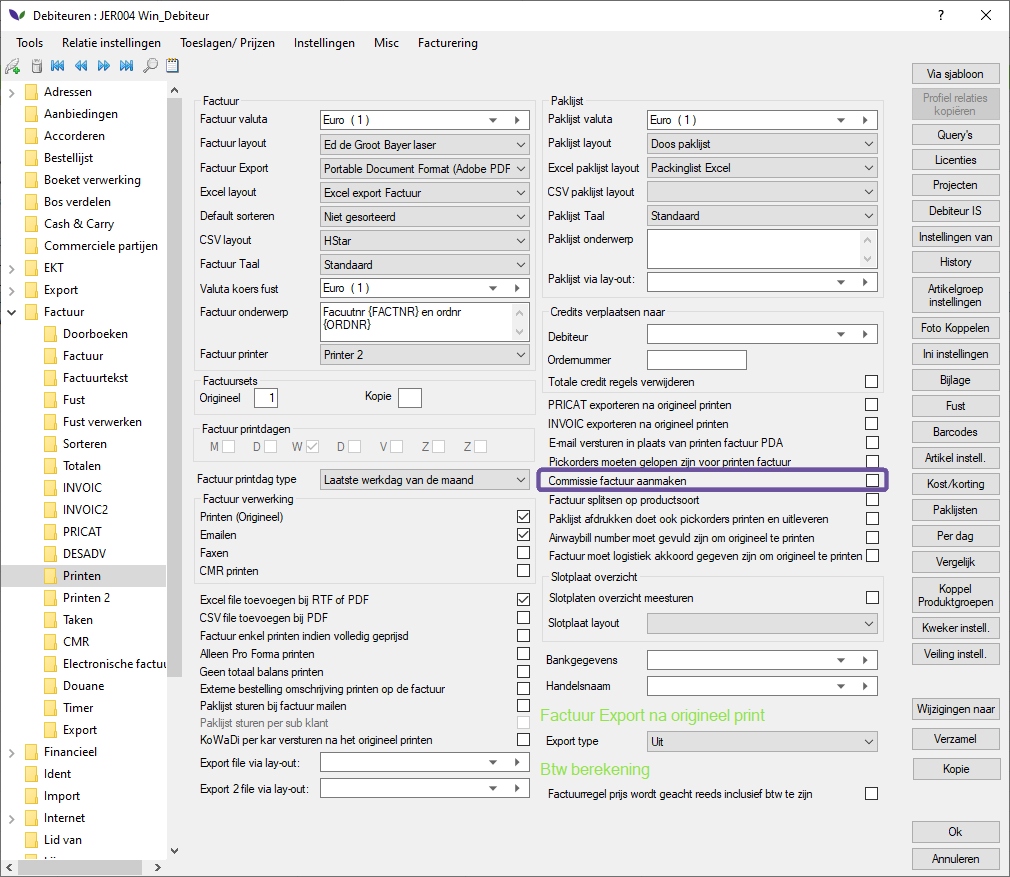 Debiteuren : JER004 Win_Debiteur
?
Tools Relatie instellingen Toeslagen/ Prijzen Instellingen Misc Facturering
Adressen
Aanbiedingen
Accorderen
Bestellijst
Boeket verwerking
Bos verdelen
Cash & Carry
Commerciele partijen
EKT
Export
Factuur
Doorboeken
Factuur
Factuurtekst
Fust
Fust verwerken
Sorteren
Totalen
INVOIC
INVOIC2
PRICAT
DESADV
Printen
Printen 2
Taken
CMR
Electronische factuu
Douane
Timer
Export
Financieel
Ident
Import
Internet
Lid van
Factuur
Factuur valuta Euro ( 1 )
Factuur layout Ed de Groot Bayer laser
Factuur Export Portable Document Format (Adobe PDF
Excel layout Excel export Factuur
Default sorteren Niet gesorteerd
CSV layout HStar
Factuur Taal Standaard
Valuta koers fust Euro ( 1 )
Factuur onderwerp Facuutnr {FACTNR} en ordnr
{ORDNR}
Factuur printer Printer 2
Factuursets
Origineel 1 Kopie
Factuur printdagen
M D W D V Z Z
Factuur printdag type Laatste werkdag van de maand
Factuur verwerking
Printen (Origineel)
Emailen
Faxen
CMR printen
Excel file toevoegen bij RTF of PDF
CSV file toevoegen bij PDF
Factuur enkel printen indien volledig geprijsd
Alleen Pro Forma printen
Geen totaal balans printen
Externe bestelling omschrijving printen op de factuur
Paklijst sturen bij factuur mailen
Paklijst sturen per sub klant
KoWaDi per kar versturen na het origineel printen
Export file via lay-out:
Export 2 file via lay-out:
Paklijst
Paklijst valuta Euro ( 1 )
Paklijst layout Doos paklijst
Excel paklijst layout Packinglist Excel
CSV paklijst layout
Paklijst Taal Standaard
Paklijst onderwerp
Paklijst via lay-out:
Credits verplaatsen naar
Debiteur
Ordernummer
Totale credit regels verwijderen
PRICAT exporteren na origineel printen
INVOIC exporteren na origineel printen
E-mail versturen in plaats van printen factuur PDA
Pickorders moeten gelopen zijn voor printen factuur
Commissie factuur aanmaken
Factuur splitsen op productsoort
Paklijst afdrukken doet ook pickorders printen en uitleveren
Airwaybill number moet gevuld zijn om origineel te printen
Factuur moet logistiek akkoord gegeven zijn om origineel te printen
Slotplaat overzicht
Slotplaten overzicht meesturen
Slotplaat layout
Bankgegevens
Handelsnaam
Factuur Export na origineel print
Export type Uit
Btw berekening
Factuurregel prijs wordt geacht reeds inclusief btw te zijn
Via sjabloon
Profiel relaties
kopiëren
Query's
Licenties
Projecten
Debiteur IS
Instellingen van
History
Artikelgroep
instellingen
Foto Koppelen
Ini instellingen
Bijlage
Fust
Barcodes
Artikel instell.
Kost/korting
Paklijsten
Per dag
Vergelijk
Koppel
Produktgroepen
Kweker instell.
Veiling instell.
Wijzigingen naar
Verzamel
Kopie
Ok
Annuleren